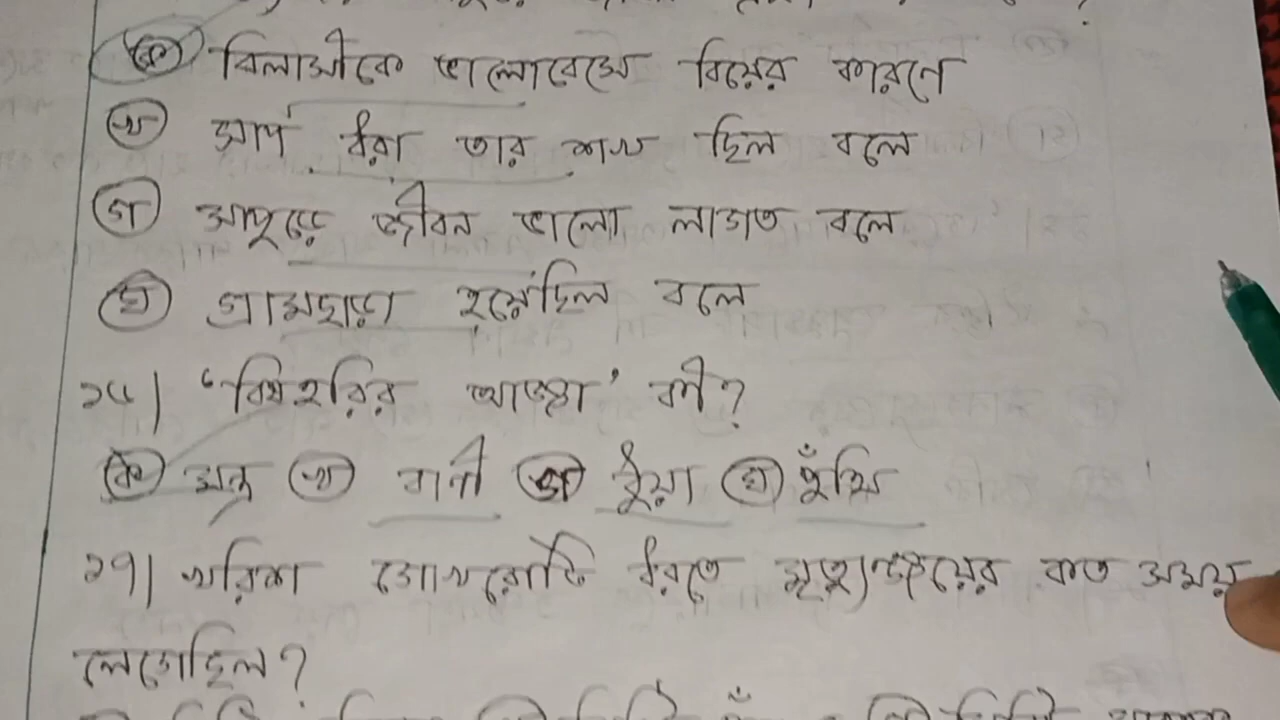 ক বিলাসীকে ভালোবেসে বিয়ের কারণে
খ সাপ ধরা তার শখ ছিল বলে
গ সাপুড়ে জীবন ভালো লাগত বলে
ঘ গ্রামছাড়া হয়েছিল বলে
১৬। ‘বিষহরির আজ্ঞা’ কী?
ক মন্ত্র খ বাণী গ ধুঁয়া ঘ পুঁথি
১৭। খরিশ গোখরোটি ধরতে মৃত্যুঞ্জয়ের কত সময়
লেগেছিল?